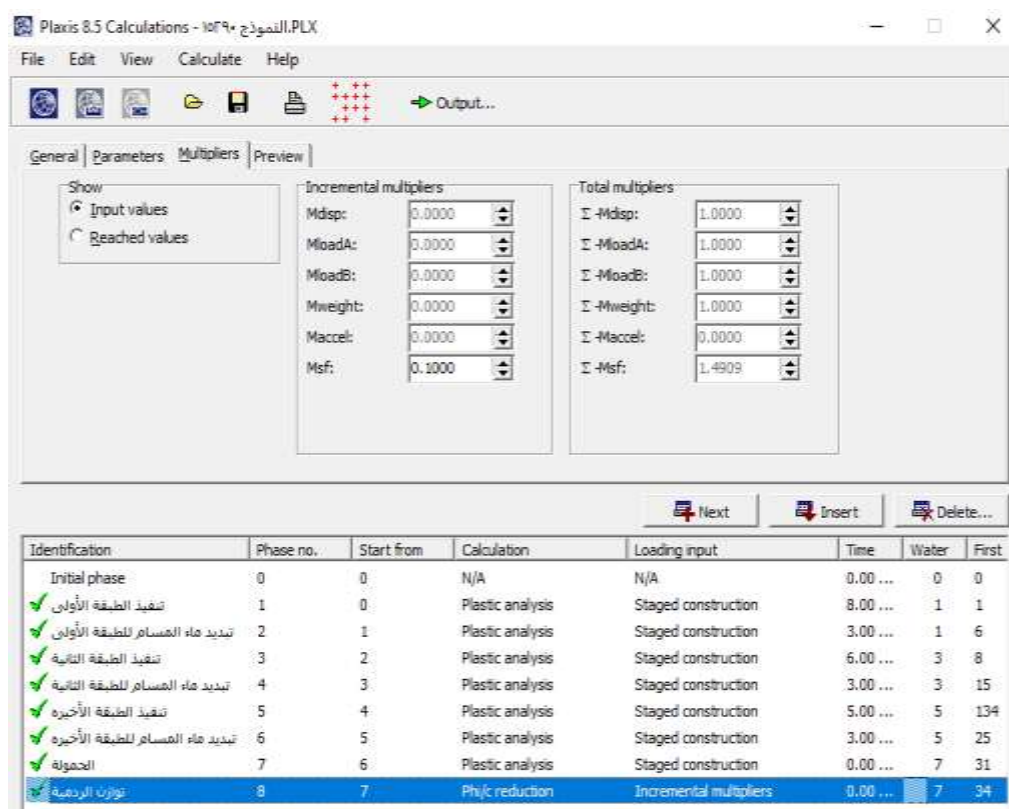 Plaxis 8.5 Calculations - النموذج ١٥٢٩٠.PLX
File Edit View Calculate Help
Output...
General Parameters Multipliers Preview
Show
Input values
Reached values
Incremental multipliers
Mdisp: 0.0000
MloadA: 0.0000
MloadB: 0.0000
Mweight: 0.0000
Maccel: 0.0000
Msf: 0.1000
Total multipliers
Σ -Mdisp: 1.0000
Σ -MloadA: 1.0000
Σ -MloadB: 1.0000
Σ -Mweight: 1.0000
Σ -Maccel: 0.0000
Σ -Msf: 1.4909
Next Insert Delete...
Identification Phase no. Start from Calculation Loading input Time Water First
Initial phase 0 0 N/A N/A 0.00 ... 0 0
تنفيذ الطبقة الأولى 1 0 Plastic analysis Staged construction 8.00 ... 1 1
تبديد ماء المسام للطبقة الأولى 2 1 Plastic analysis Staged construction 3.00 ... 1 6
تنفيذ الطبقة الثانية 3 2 Plastic analysis Staged construction 6.00 ... 3 8
تبديد ماء المسام للطبقة الثانية 4 3 Plastic analysis Staged construction 3.00 ... 3 15
تنفيذ الطبقة الأخيره 5 4 Plastic analysis Staged construction 5.00 ... 5 134
تبديد ماء المسام للطبقة الأخيره 6 5 Plastic analysis Staged construction 3.00 ... 5 25
الحمولة 7 6 Plastic analysis Staged construction 0.00 ... 7 31
توازن الردمية 8 7 Phi/c reduction Incremental multipliers 0.00 ... 7 34